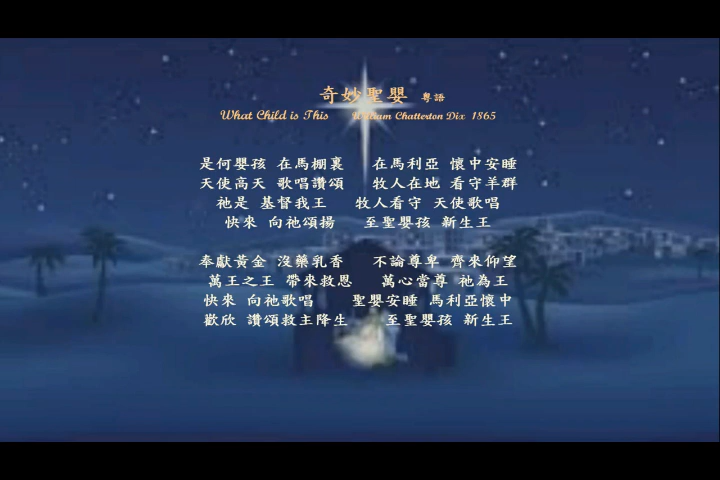 奇妙聖嬰 粵語
What Child is This William Chatterton Dix 1865
是何嬰孩 在馬棚裏 在馬利亞 懷中安睡
天使高天 歌唱讚頌 牧人在地 看守羊群
祂是 基督我王 牧人看守 天使歌唱
快來 向祂頌揚 至聖嬰孩 新生王
奉獻黃金 沒藥乳香 不論尊卑 齊來仰望
萬王之王 帶來救恩 萬心當尊 祂為王
快來 向祂歌唱 聖嬰安睡 馬利亞懷中
歡欣 讚頌救主降生 至聖嬰孩 新生王